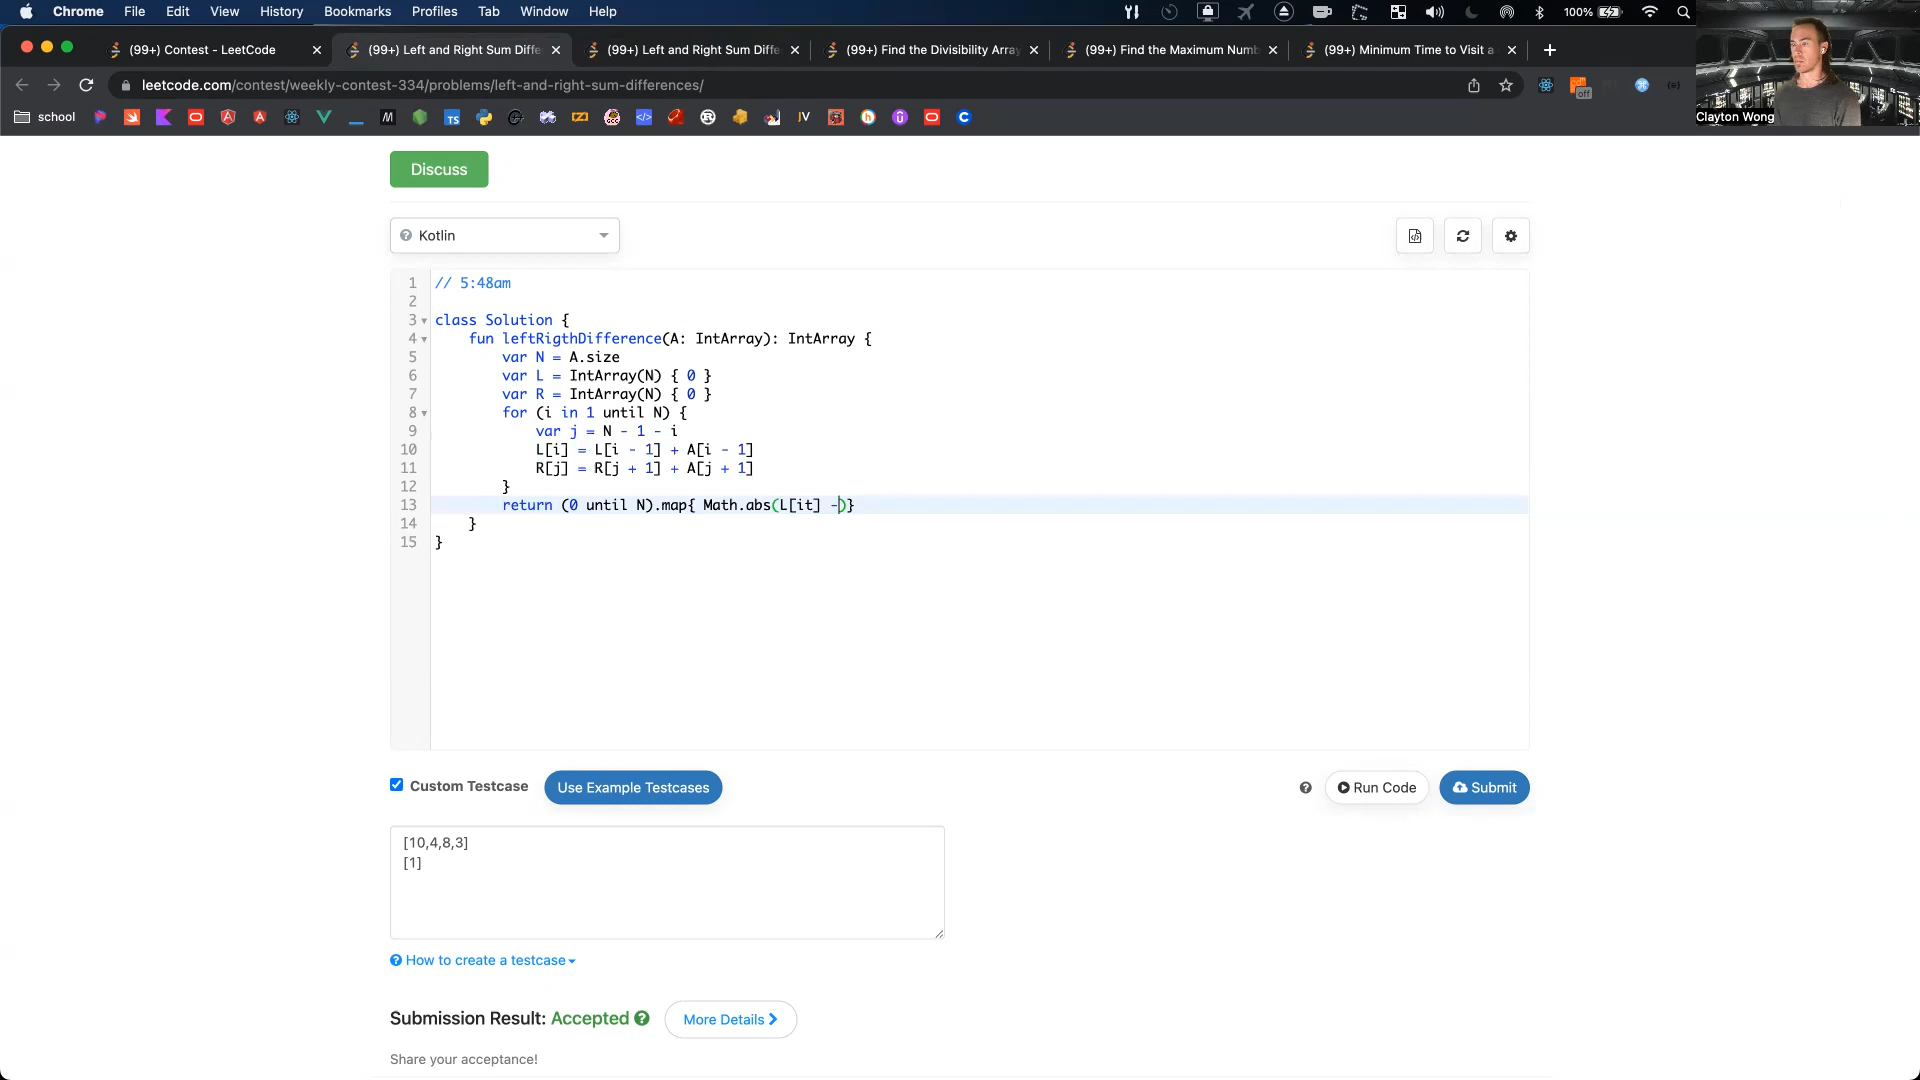 Chrome File Edit View History Bookmarks Profiles Tab Window Help 100%
(99+) Contest - LeetCode (99+) Left and Right Sum Diffe (99+) Left and Right Sum Diffe (99+) Find the Divisibility Array (99+) Find the Maximum Numb (99+) Minimum Time to Visit a
leetcode.com/contest/weekly-contest-334/problems/left-and-right-sum-differences/
off
school TS JV
Clayton Wong
Discuss
Kotlin
1 // 5:48am
2
3 class Solution {
4 fun leftRigthDifference(A: IntArray): IntArray {
5 var N = A.size
6 var L = IntArray(N) { 0 }
7 var R = IntArray(N) { 0 }
8 for (i in 1 until N) {
9 var j = N - 1 - i
10 L[i] = L[i - 1] + A[i - 1]
11 R[j] = R[j + 1] + A[j + 1]
12 }
13 return (0 until N).map{ Math.abs(L[it] -)}
14 }
15 }
Custom Testcase Use Example Testcases Run Code Submit
[10,4,8,3]
[1]
How to create a testcase
Submission Result: Accepted More Details
Share your acceptance!